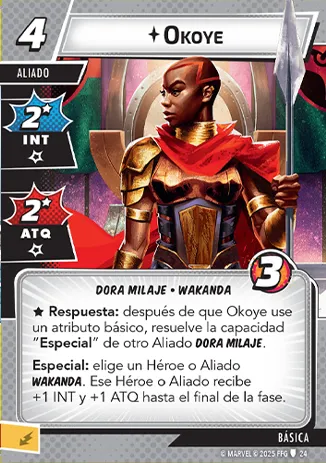 4
OKOYE
ALIADO
2
INT
2
ATQ
3
DORA MILAJE • WAKANDA
★ Respuesta: después de que Okoye use
un atributo básico, resuelve la capacidad
"Especial" de otro Aliado DORA MILAJE.
Especial: elige un Héroe o Aliado
WAKANDA. Ese Héroe o Aliado recibe
+1 INT y +1 ATQ hasta el final de la fase.
BÁSICA
© MARVEL © 2025 FFG 24